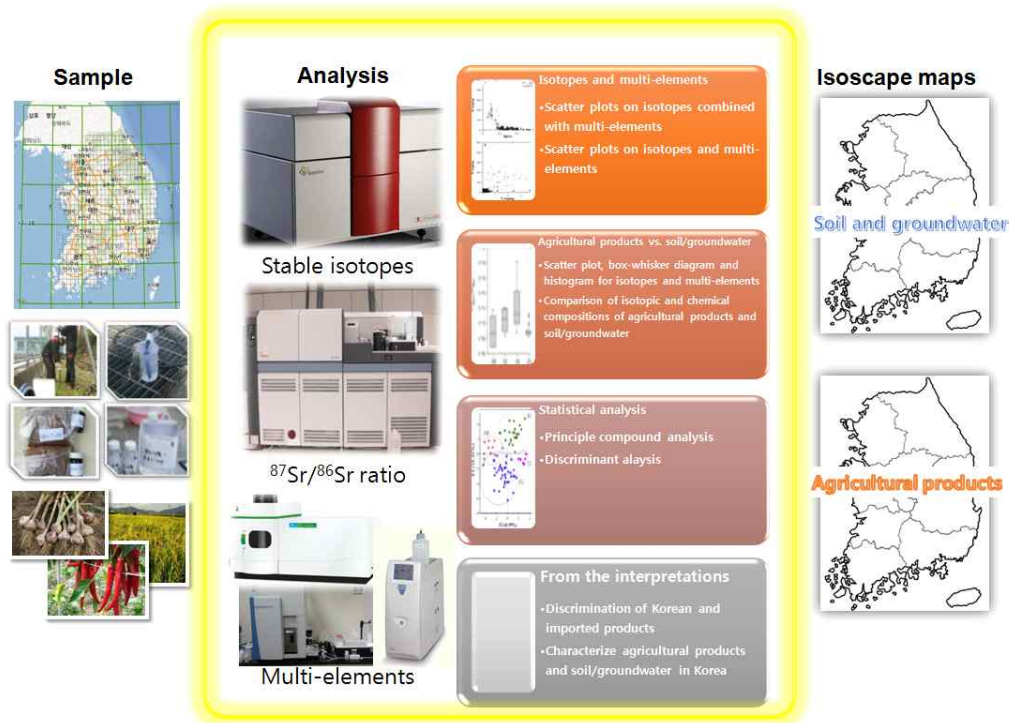 Sample
Analysis
Stable isotopes
87Sr/86Sr ratio
Multi-elements
Isotopes and multi-elements
•Scatter plots on isotopes combined
with multi-elements
•Scatter plots on isotopes and multi-
elements
Agricultural products vs. soil/groundwater
•Scatter plot, box-whisker diagram and
histogram for isotopes and multi-elements
•Comparison of isotopic and chemical
compositions of agricultural products and
soil/groundwater
Statistical analysis
•Principle compound analysis
•Discriminant alaysis
From the interpretations
•Discrimination of Korean and
imported products
•Characterize agricultural products
and soil/groundwater in Korea
Isoscape maps
Soil and groundwater
Agricultural products